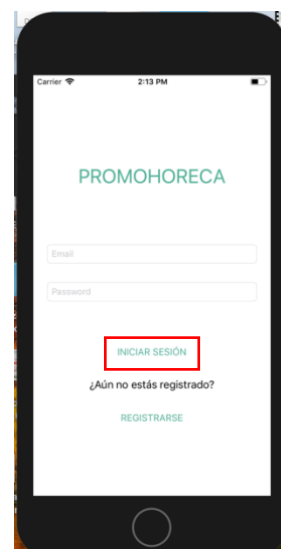 Carrier
2:13 PM
PROMOHORECA
Email
Password
INICIAR SESIÓN
¿Aún no estás registrado?
REGISTRARSE